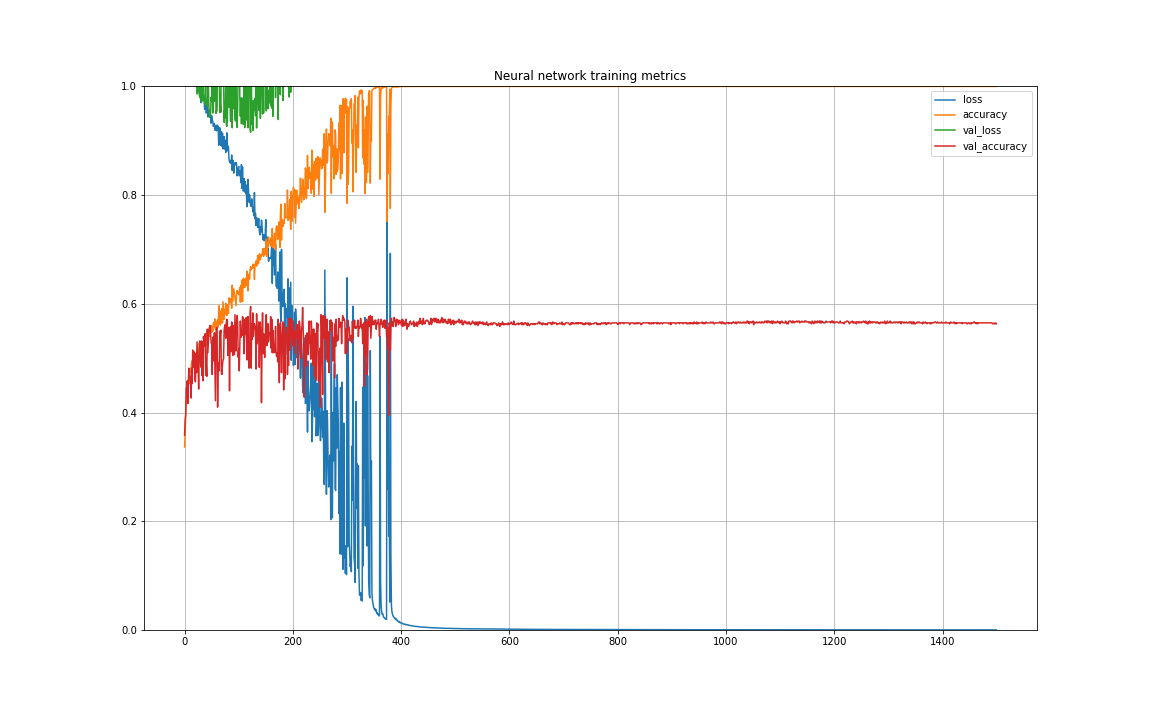 Neural network training metrics
1.0
0.8
0.6
0.4
0.2
0.0
loss
accuracy
val_loss
val_accuracy
0 200 400 600 800 1000 1200 1400